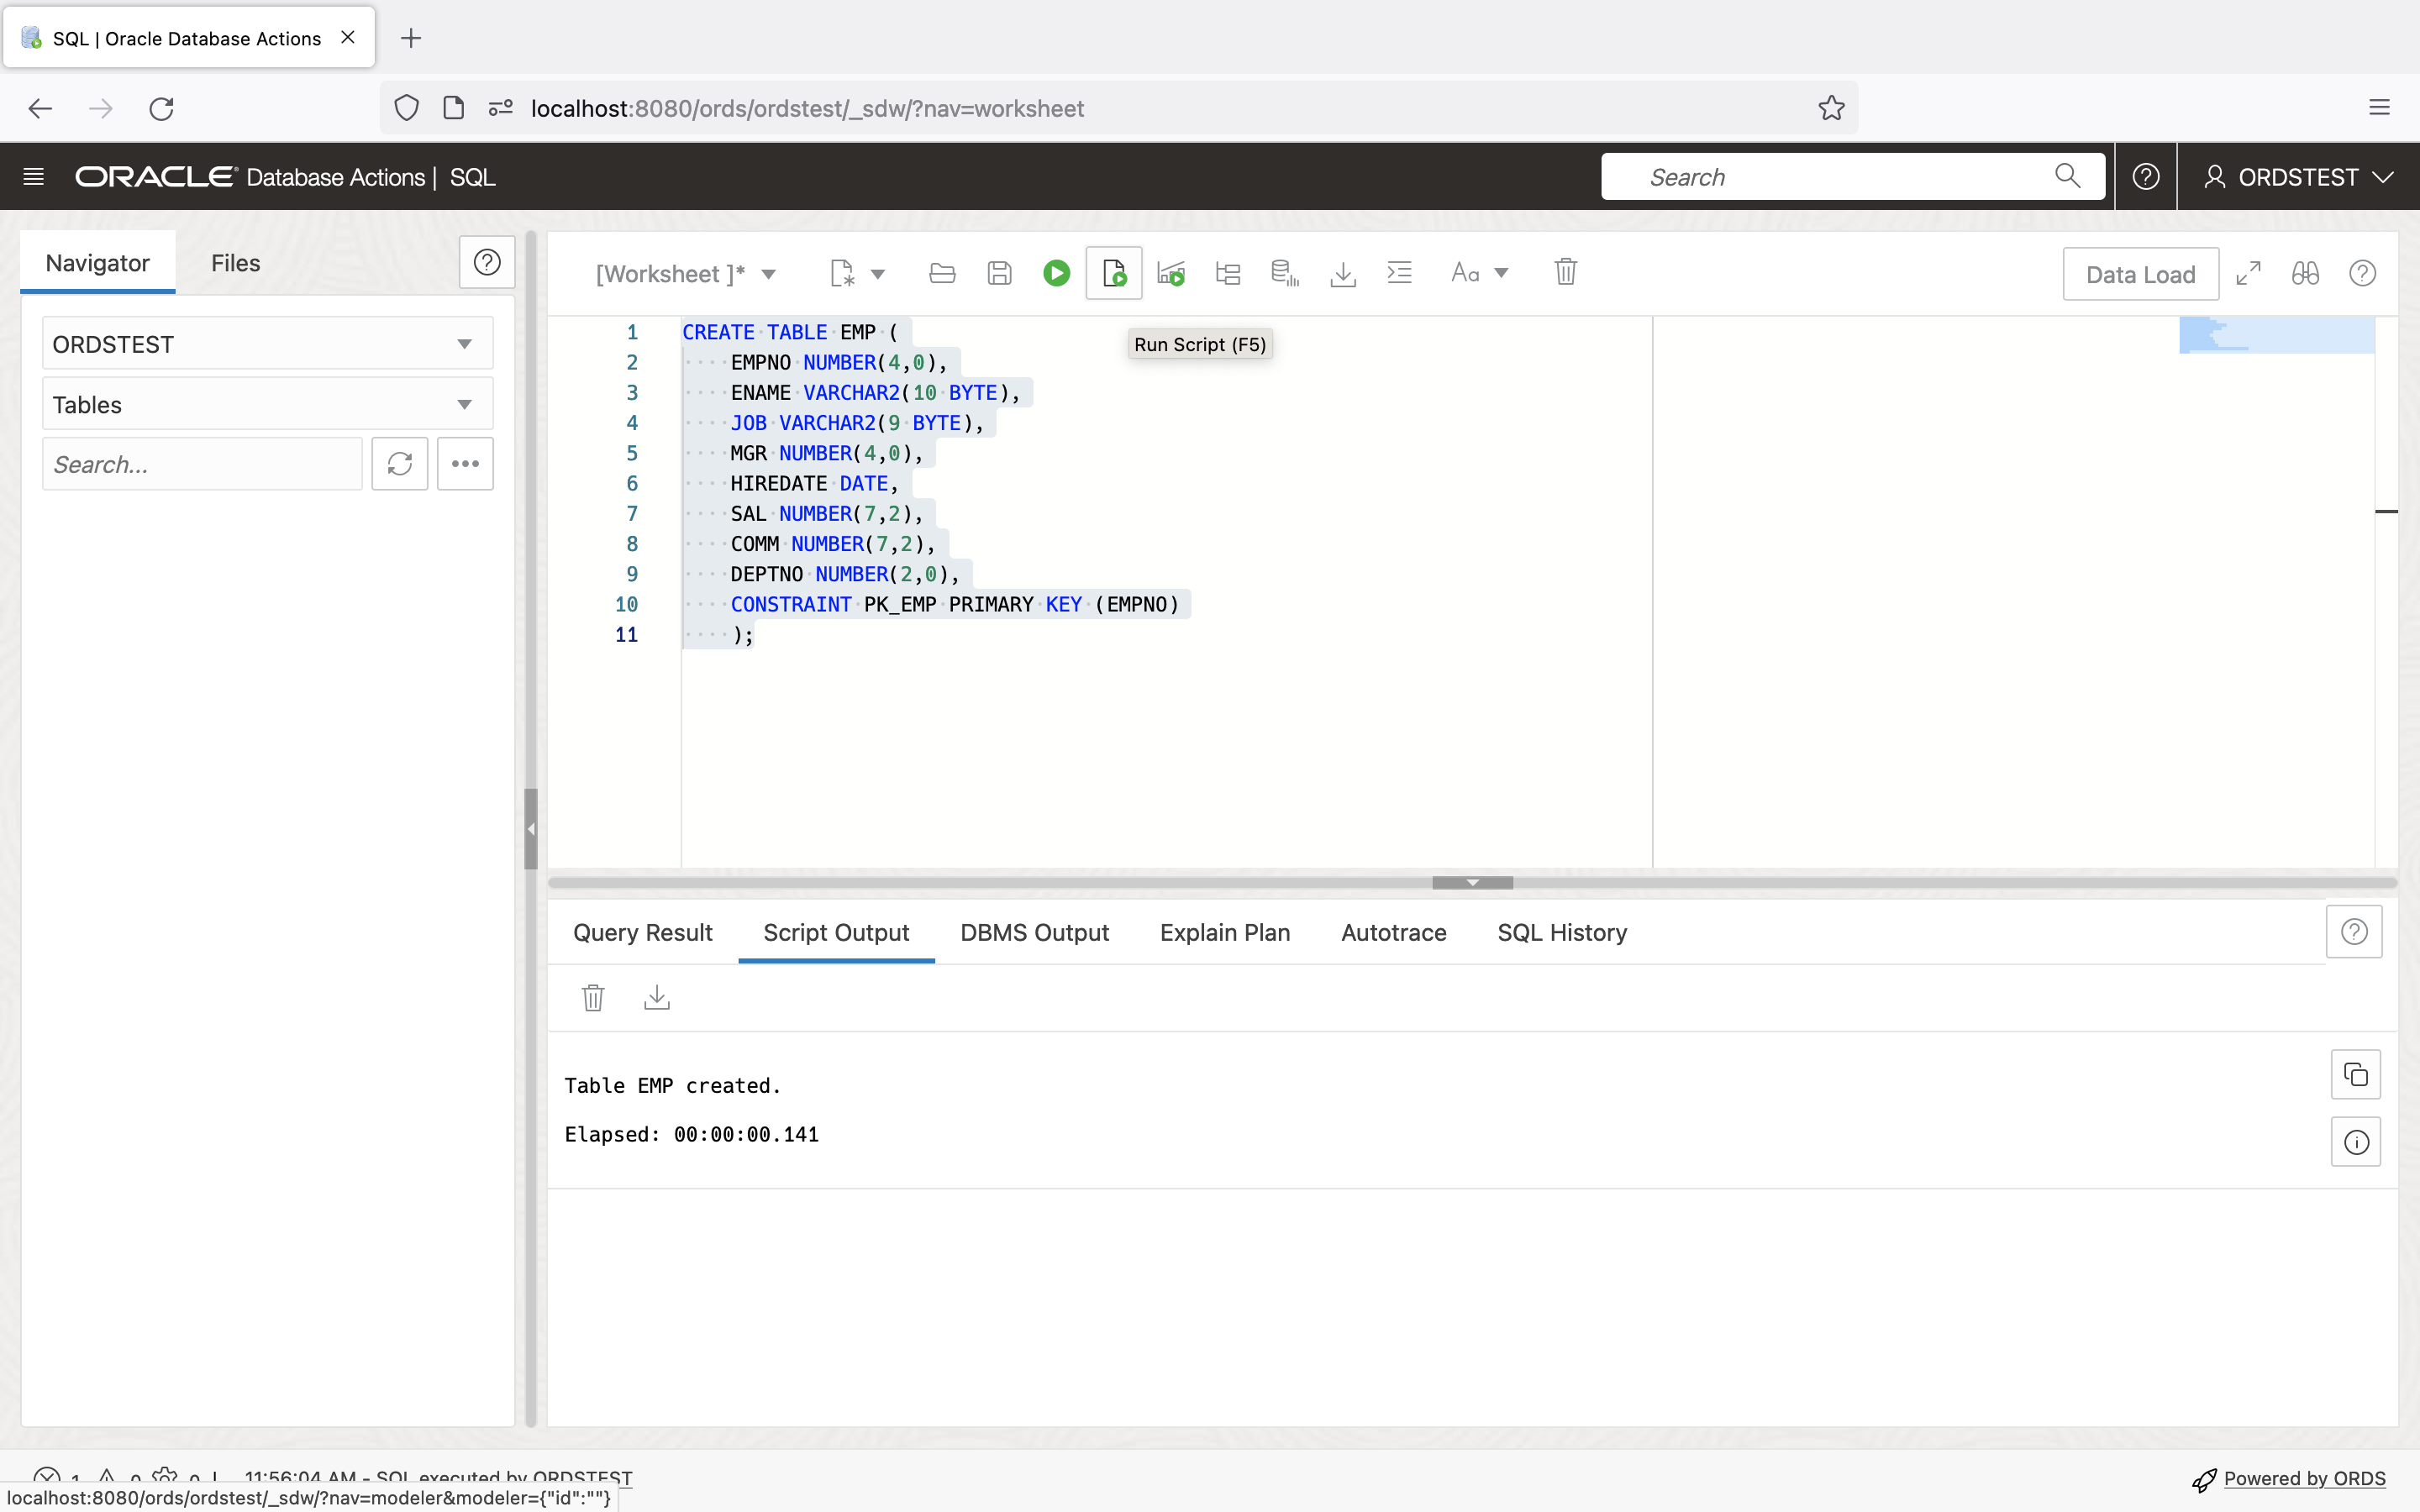 SQL | Oracle Database Actions
localhost:8080/ords/ordstest/_sdw/?nav=worksheet
ORACLE Database Actions | SQL
Search
ORDSTEST
Navigator
Files
ORDSTEST
Tables
Search...
[Worksheet ]*
Aa
Data Load
Run Script (F5)
1 CREATE TABLE EMP (
2 EMPNO NUMBER(4,0),
3 ENAME VARCHAR2(10 BYTE),
4 JOB VARCHAR2(9 BYTE),
5 MGR NUMBER(4,0),
6 HIREDATE DATE,
7 SAL NUMBER(7,2),
8 COMM NUMBER(7,2),
9 DEPTNO NUMBER(2,0),
10 CONSTRAINT PK_EMP PRIMARY KEY (EMPNO)
11 );
Query Result
Script Output
DBMS Output
Explain Plan
Autotrace
SQL History
Table EMP created.
Elapsed: 00:00:00.141
1 0 0 | 11:56:04 AM - SQL executed by ORDSTEST
Powered by ORDS
localhost:8080/ords/ordstest/_sdw/?nav=modeler&modeler={"id":""}